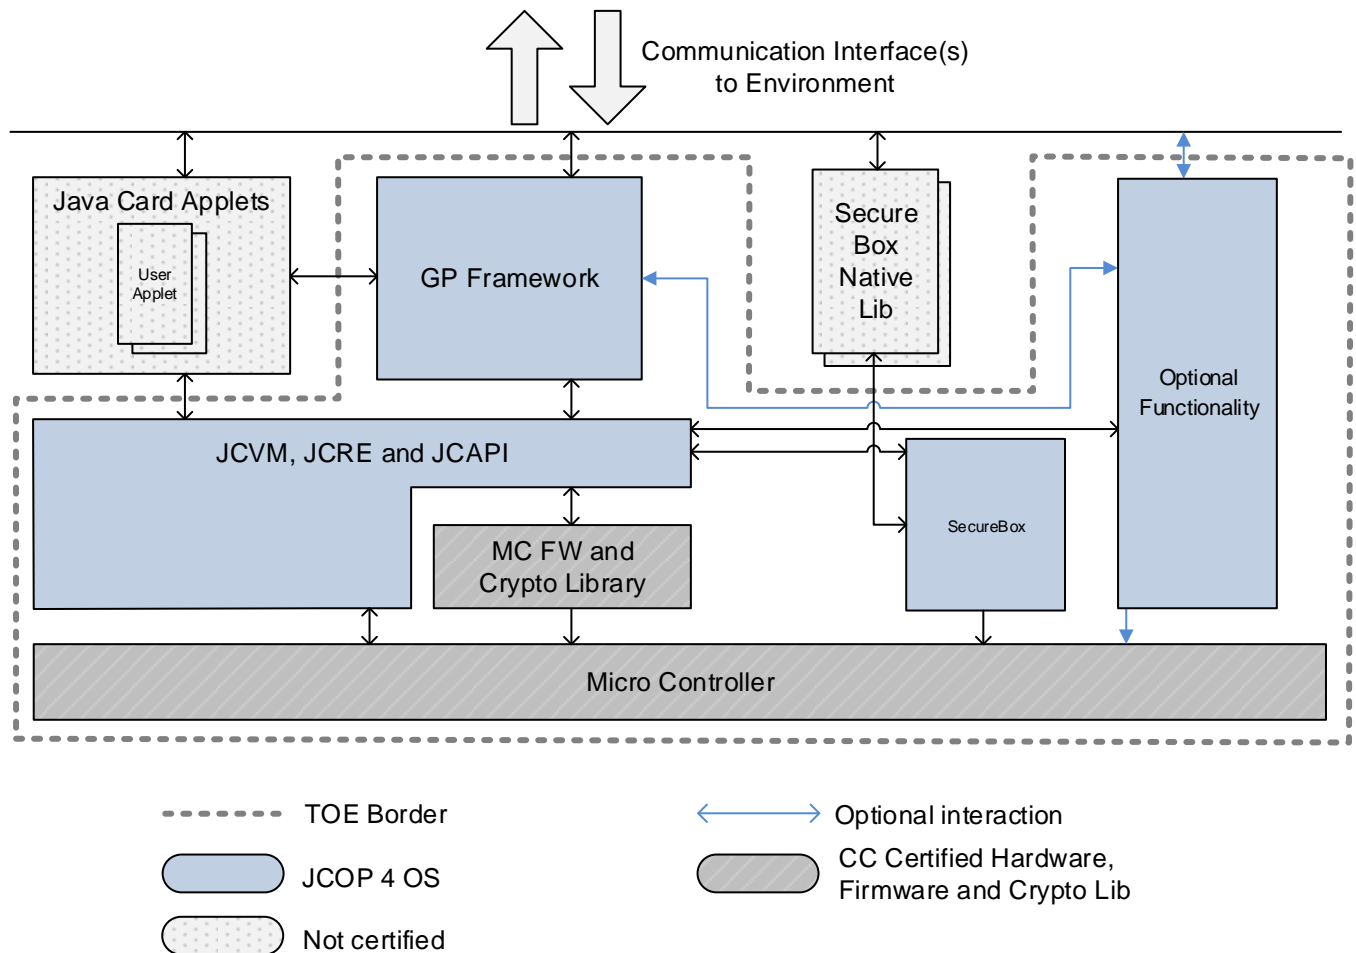 Communication Interface(s)
to Environment
Java Card Applets
User
Applet
GP Framework
Secure
Box
Native
Lib
Optional
Functionality
JCVM, JCRE and JCAPI
SecureBox
MC FW and
Crypto Library
Micro Controller
TOE Border
Optional interaction
JCOP 4 OS
CC Certified Hardware,
Firmware and Crypto Lib
Not certified